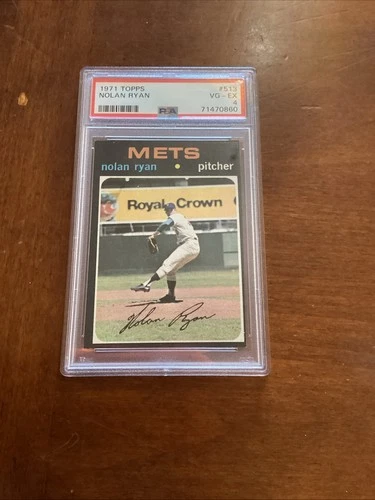 1971 TOPPS #513
NOLAN RYAN VG-EX
4
PSA 71470860
METS
nolan ryan • pitcher
Royal Crown
Nolan Ryan